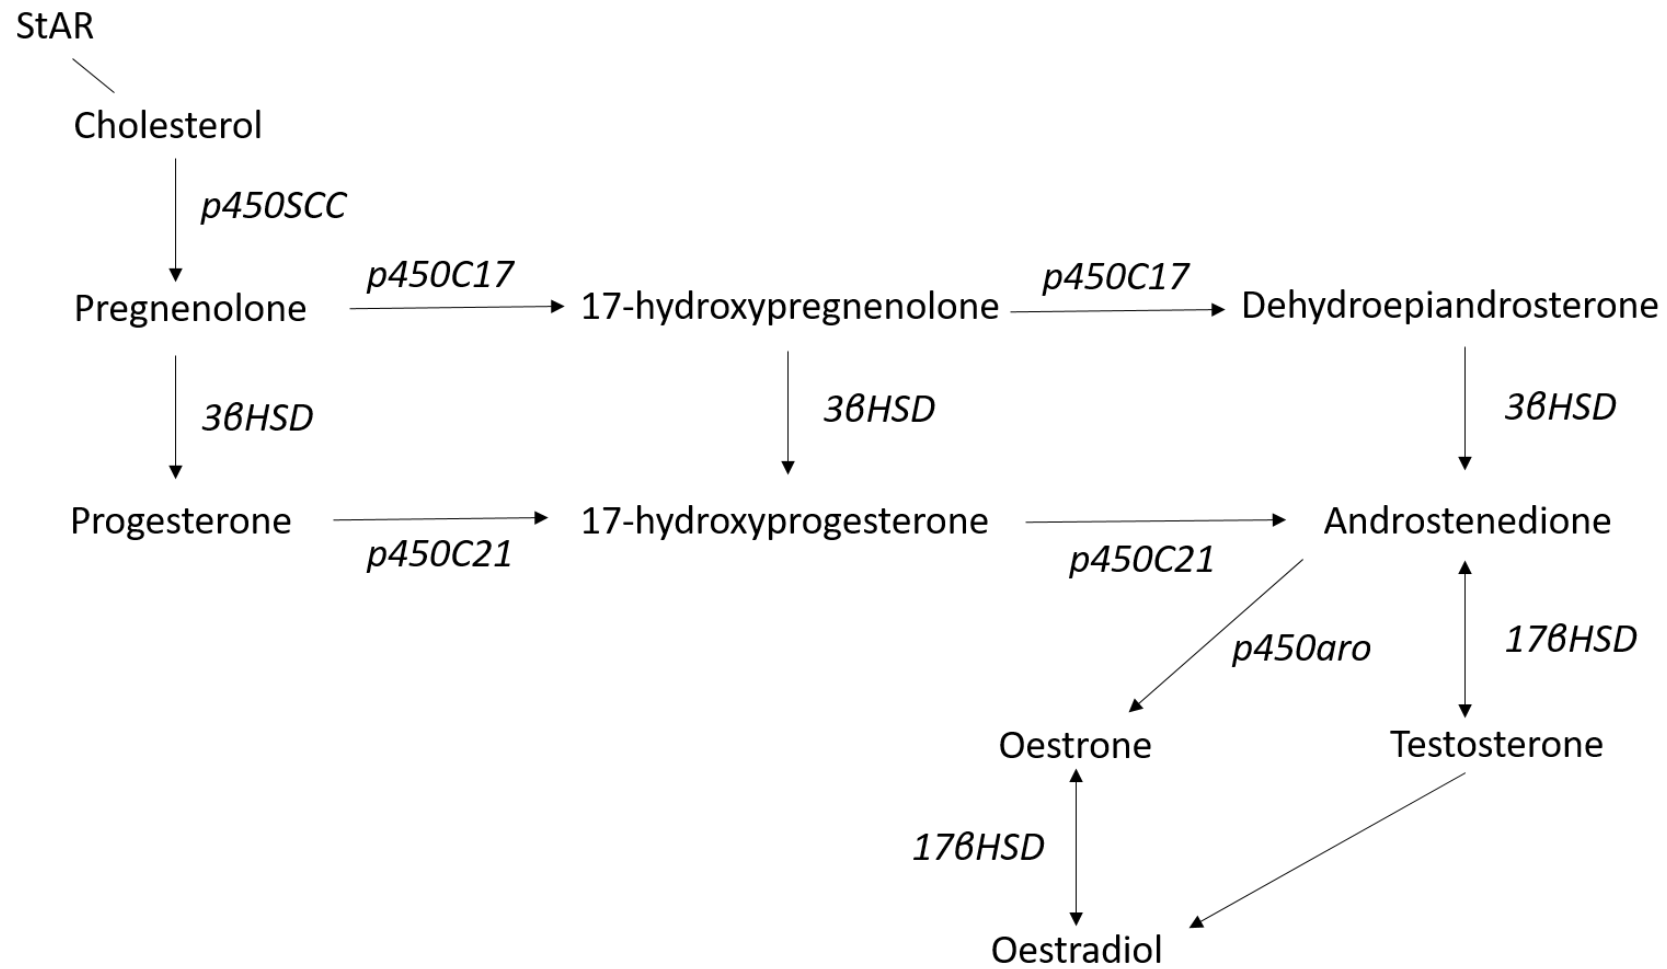 StAR
Cholesterol
p450SCC
p450C17
p450C17
Pregnenolone
17-hydroxypregnenolone
Dehydroepiandrosterone
3βHSD
3βHSD
3βHSD
Progesterone
17-hydroxyprogesterone
Androstenedione
p450C21
p450C21
p450aro
17βHSD
Oestrone
Testosterone
17βHSD
Oestradiol